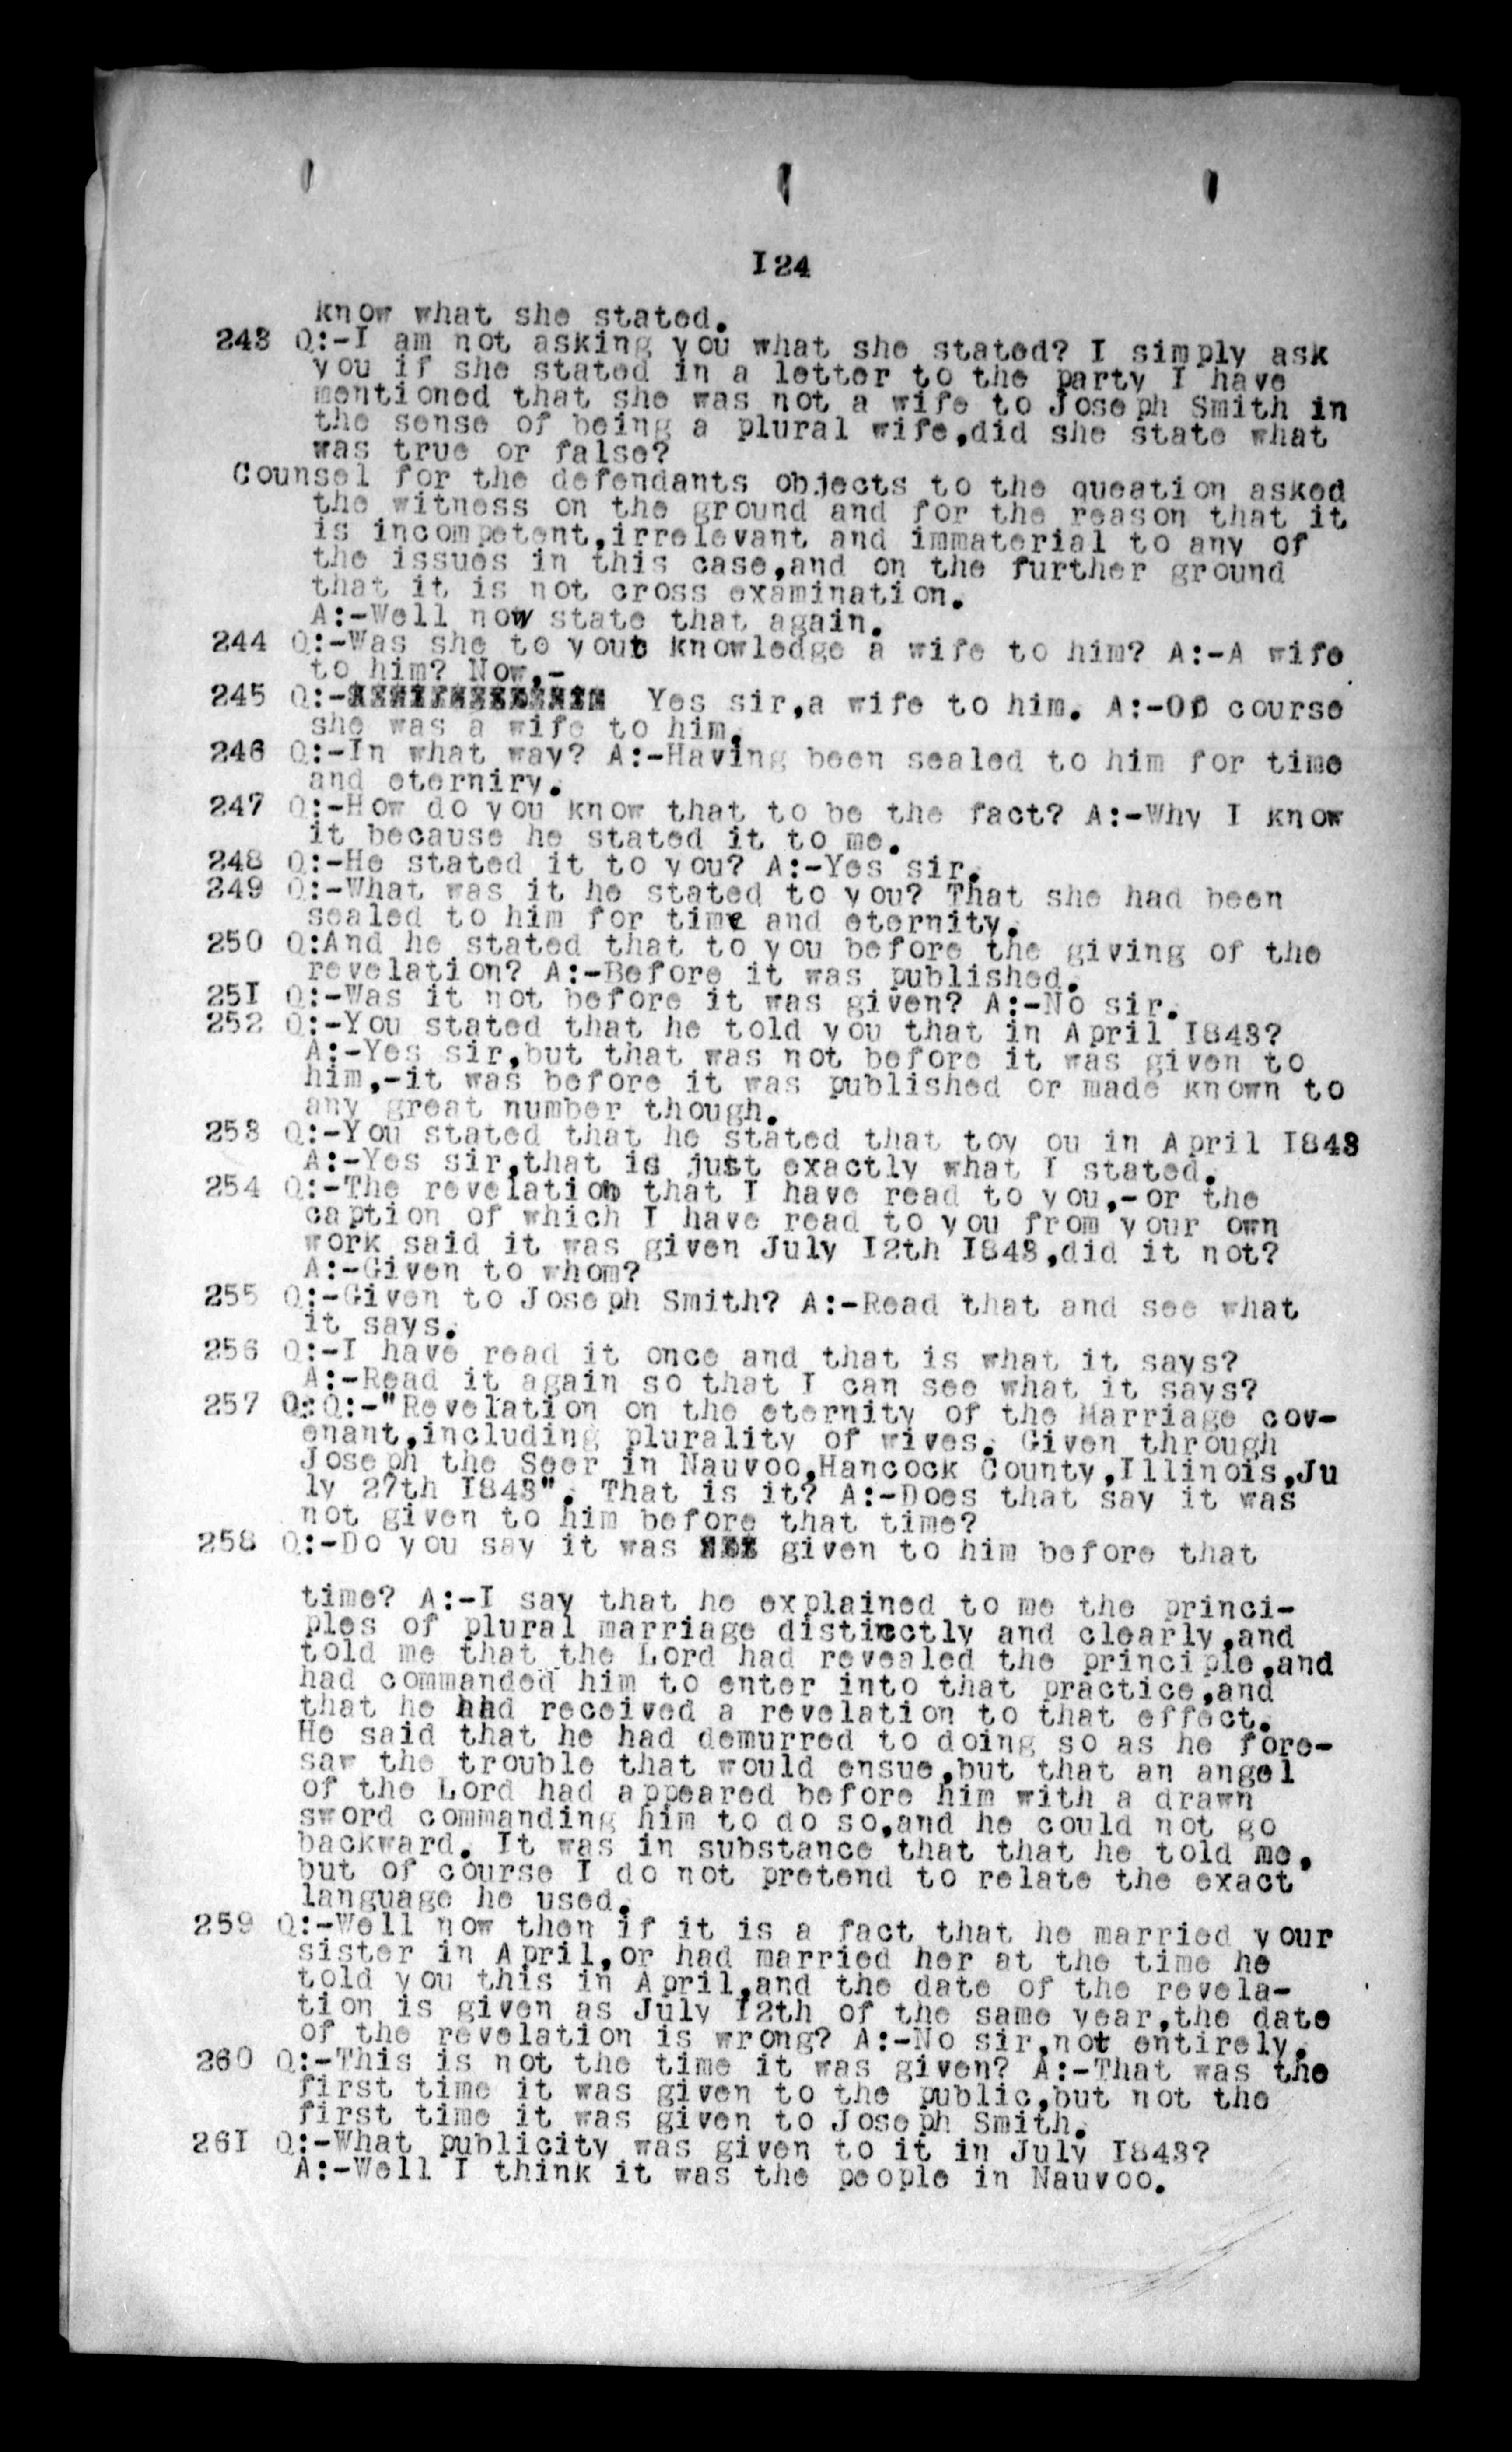 I24
know what she stated.
243 Q:-I am not asking you what she stated? I simply ask
you if she stated in a letter to the party I have
mentioned that she was not a wife to Joseph Smith in
the sense of being a plural wife,did she state what
was true or false?
Counsel for the defendants objects to the queation asked
the witness on the ground and for the reason that it
is incompetent,irrelevant and immaterial to any of
the issues in this case,and on the further ground
that it is not cross examination.
A:-Well now state that again.
244 Q:-Was she to your knowledge a wife to him? A:-A wife
to him? Now,-
245 Q:- Yes sir,a wife to him. A:-Of course
she was a wife to him.
246 Q:-In what way? A:-Having been sealed to him for time
and eterniry.
247 Q:-How do you know that to be the fact? A:-Why I know
it because he stated it to me.
248 Q:-He stated it to you? A:-Yes sir.
249 Q:-What was it he stated to you? That she had been
sealed to him for time and eternity.
250 Q:And he stated that to you before the giving of the
revelation? A:-Before it was published.
25I Q:-Was it not before it was given? A:-No sir.
252 Q:-You stated that he told you that in April I843?
A:-Yes sir,but that was not before it was given to
him,-it was before it was published or made known to
any great number though.
253 Q:-You stated that he stated that toy ou in April I843
A:-Yes sir,that is just exactly what I stated.
254 Q:-The revelation that I have read to you,-or the
caption of which I have read to you from your own
work said it was given July I2th I843,did it not?
A:-Given to whom?
255 Q:-Given to Joseph Smith? A:-Read that and see what
it says.
256 Q:-I have read it once and that is what it says?
A:-Read it again so that I can see what it says?
257 Q:Q:-"Revelation on the eternity of the Marriage cov-
enant,including plurality of wives. Given through
Joseph the Seer in Nauvoo,Hancock County,Illinois,Ju
ly 27th I843". That is it? A:-Does that say it was
not given to him before that time?
258 Q:-Do you say it was given to him before that
time? A:-I say that he explained to me the princi-
ples of plural marriage distinctly and clearly,and
told me that the Lord had revealed the principle,and
had commanded him to enter into that practice,and
that he had received a revelation to that effect.
He said that he had demurred to doing so as he fore-
saw the trouble that would ensue,but that an angel
of the Lord had appeared before him with a drawn
sword commanding him to do so,and he could not go
backward. It was in substance that that he told me,
but of course I do not pretend to relate the exact
language he used.
259 Q:-Well now then if it is a fact that he married your
sister in April,or had married her at the time he
told you this in April,and the date of the revela-
tion is given as July I2th of the same year,the date
of the revelation is wrong? A:-No sir,not entirely.
260 Q:-This is not the time it was given? A:-That was the
first time it was given to the public,but not the
first time it was given to Joseph Smith.
26I Q:-What publicity was given to it in July I843?
A:-Well I think it was the people in Nauvoo.